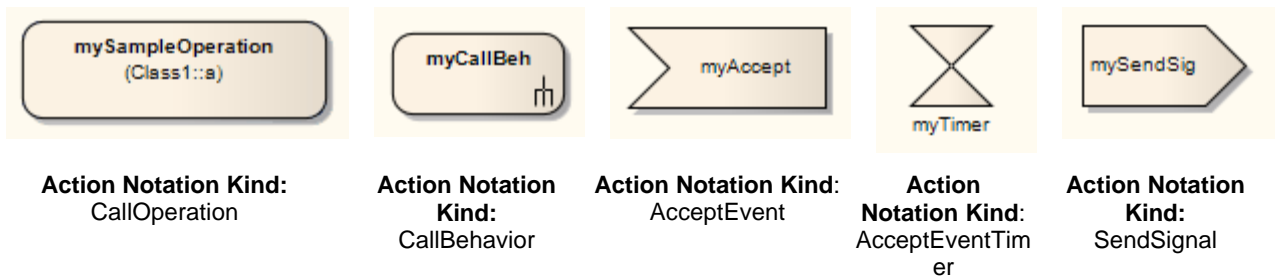 mySampleOperation
(Class1::a)
myCallBeh
myAccept
myTimer
mySendSig
Action Notation Kind:
CallOperation
Action Notation
Kind:
CallBehavior
Action Notation Kind:
AcceptEvent
Action
Notation Kind:
AcceptEventTim
er
Action Notation
Kind:
SendSignal